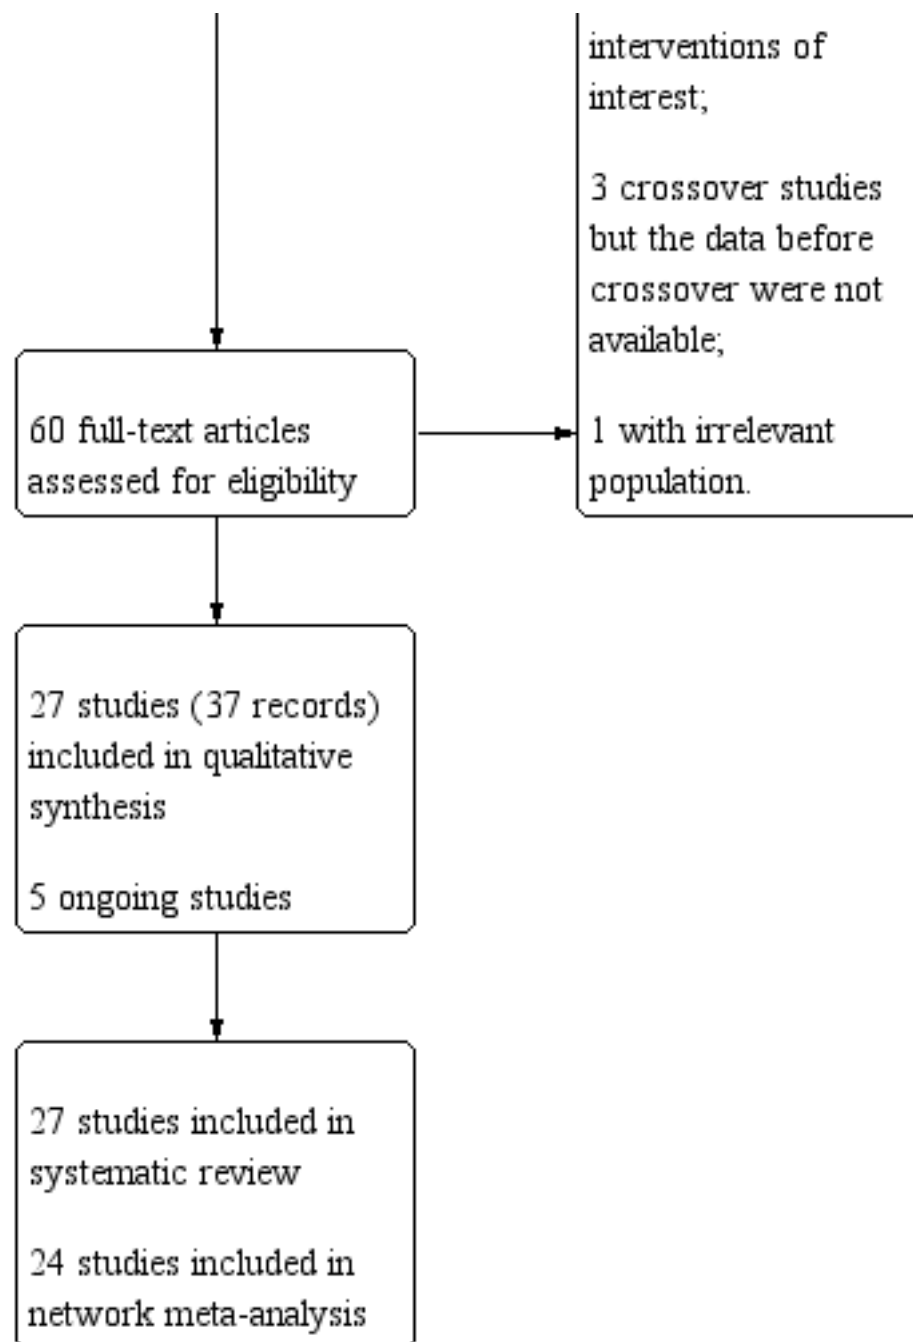 interventions of
interest;
3 crossover studies
but the data before
crossover were not
available;
1 with irrelevant
population.
60 full-text articles
assessed for eligibility
27 studies (37 records)
included in qualitative
synthesis
5 ongoing studies
27 studies included in
systematic review
24 studies included in
network meta-analysis